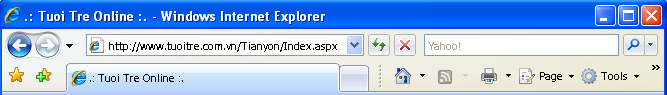 .: Tuoi Tre Online :. - Windows Internet Explorer
http://www.tuoitre.com.vn/Tianyon/Index.aspx Yahoo!
.: Tuoi Tre Online :. Page Tools »